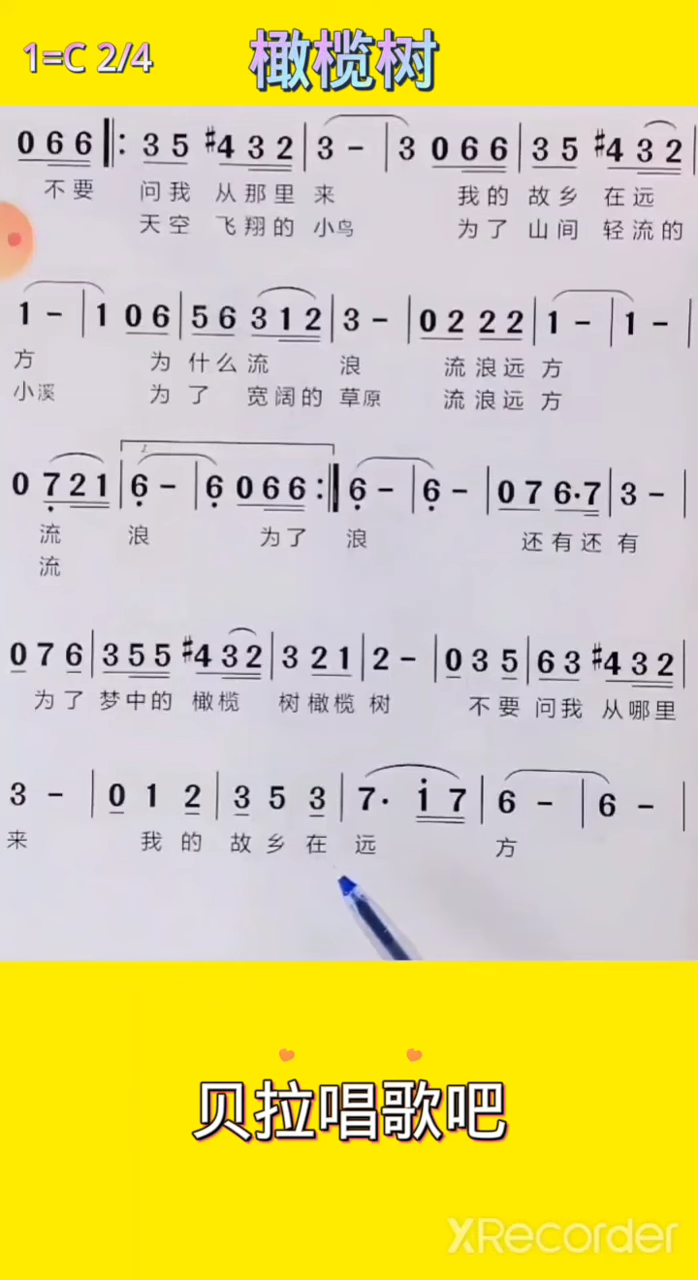 1=C 2/4 橄榄树
0 6 6 ‖: 3 5 #4 3 2 | 3 - | 3 0 6 6 | 3 5 #4 3 2 |
不要 问我 从那里 来 我的 故乡 在远
天空 飞翔的 小鸟 为了 山间 轻流的
1 - | 1 0 6 | 5 6 3 1 2 | 3 - | 0 2 2 2 | 1 - | 1 - |
方 为 什么流 浪 流浪远 方
小溪 为 了 宽阔的 草原 流浪远 方
1.
0 7̣ 2 1 | 6̣ - | 6̣ 0 6 6 :‖ 6̣ - | 6̣ - | 0 7 6·7 | 3 - |
流 浪 为了 浪 还有还 有
流
0 7 6 | 3 5 5 #4 3 2 | 3 2 1 | 2 - | 0 3 5 | 6 3 #4 3 2 |
为了 梦中的 橄榄 树橄榄 树 不要 问我 从哪里
3 - | 0 1 2 | 3 5 3 | 7· i̇ 7 | 6 - | 6 - |
来 我的 故乡在 远 方
贝拉唱歌吧
XRecorder